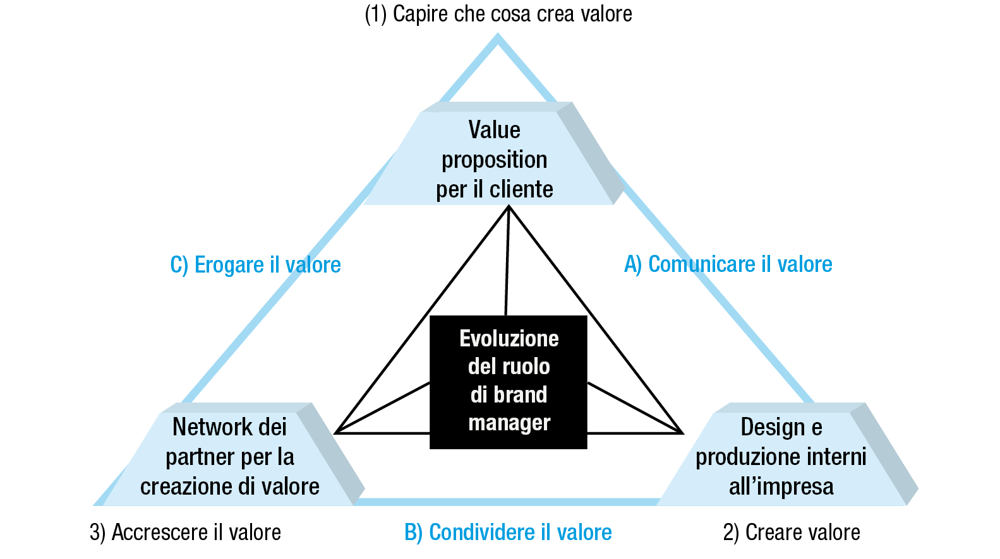 (1) Capire che cosa crea valore
Value
proposition
per il cliente
C) Erogare il valore
A) Comunicare il valore
Evoluzione
del ruolo
di brand
manager
Network dei
partner per la
creazione di valore
Design e
produzione interni
all’impresa
3) Accrescere il valore
B) Condividere il valore
2) Creare valore